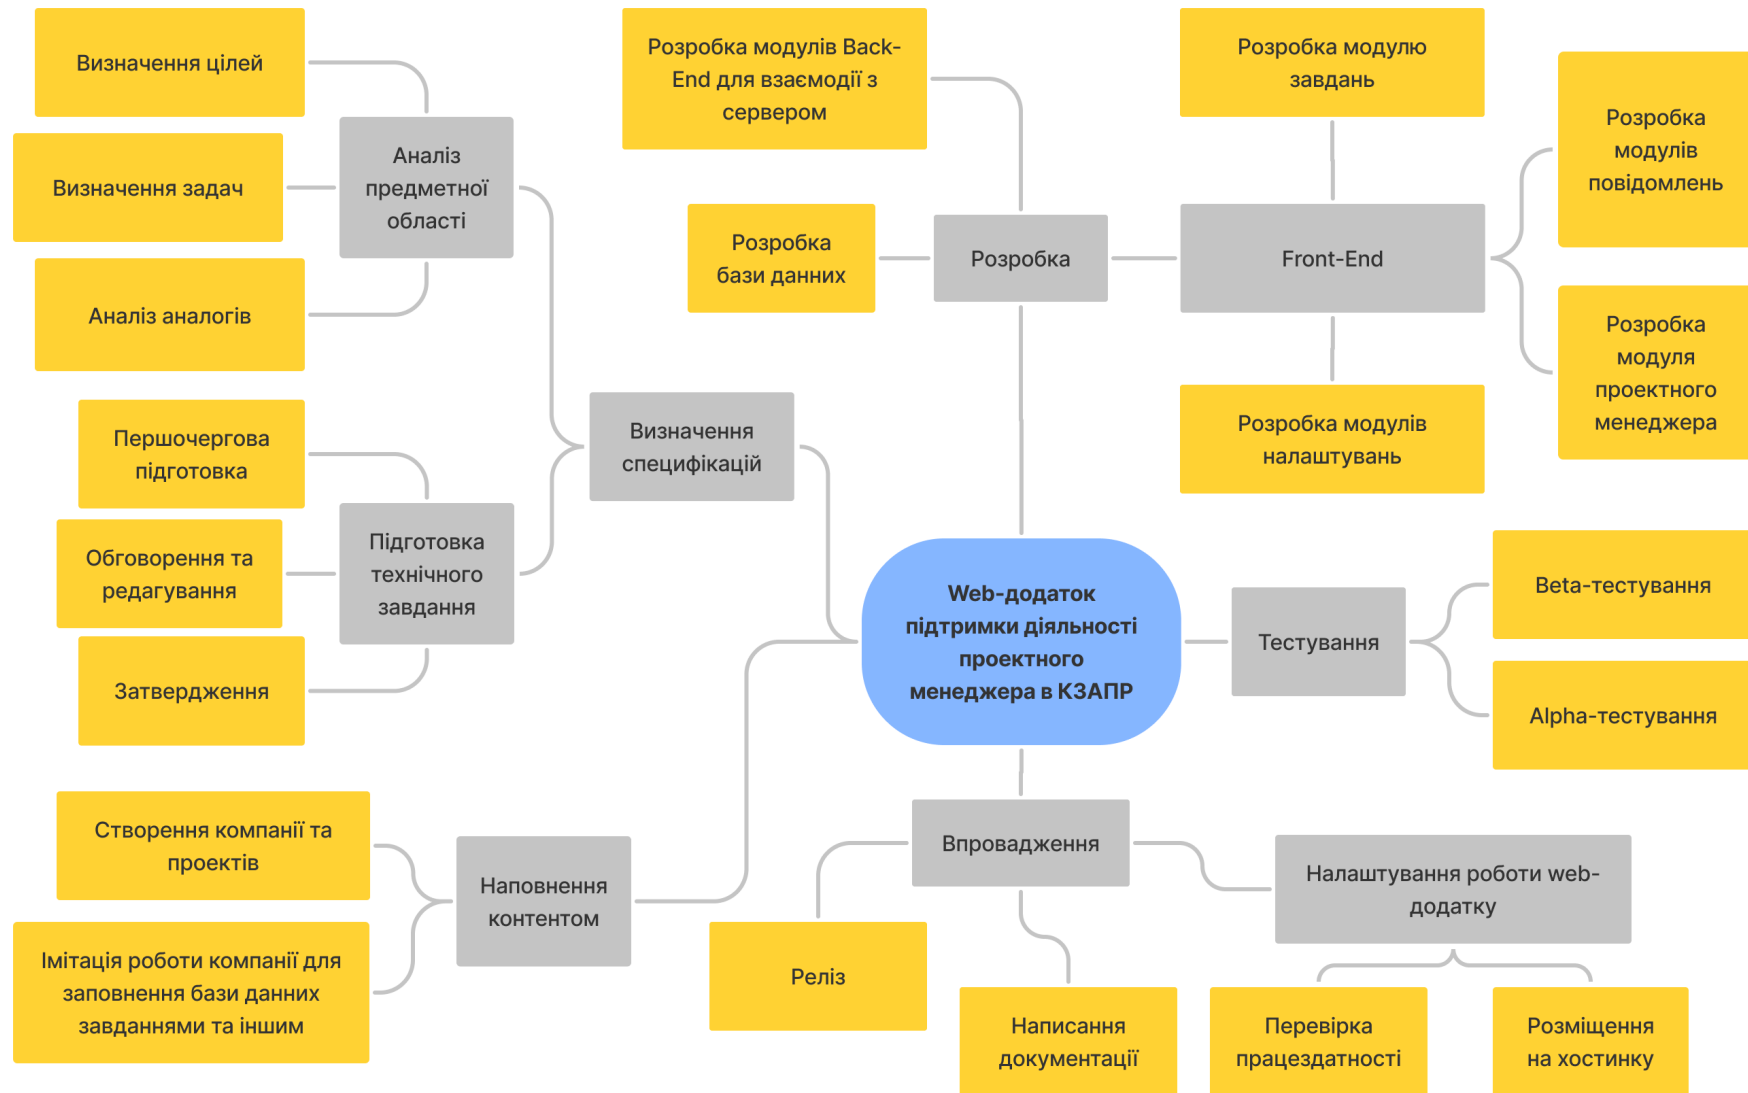 Визначення цілей
Визначення задач
Аналіз аналогів
Аналіз
предметної
області
Першочергова
підготовка
Обговорення та
редагування
Затвердження
Підготовка
технічного
завдання
Визначення
специфікацій
Розробка модулів Back-
End для взаємодії з
сервером
Розробка
бази данних
Розробка
Розробка модулю
завдань
Front-End
Розробка
модулів
повідомлень
Розробка
модуля
проектного
менеджера
Розробка модулів
налаштувань
Web-додаток
підтримки діяльності
проектного
менеджера в КЗАПР
Тестування
Beta-тестування
Alpha-тестування
Створення компанії та
проектів
Імітація роботи компанії для
заповнення бази данних
завданнями та іншим
Наповнення
контентом
Впровадження
Реліз
Написання
документації
Налаштування роботи web-
додатку
Перевірка
працездатності
Розміщення
на хостинку